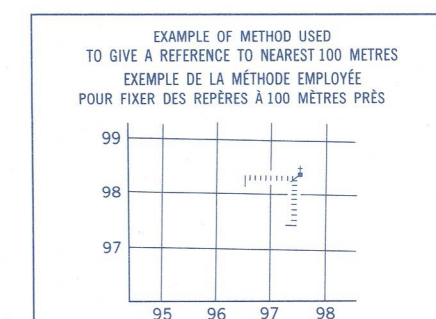 EXAMPLE OF METHOD USED
TO GIVE A REFERENCE TO NEAREST 100 METRES
EXEMPLE DE LA MÉTHODE EMPLOYÉE
POUR FIXER DES REPÈRES À 100 MÈTRES PRÈS
99
98
97
95 96 97 98